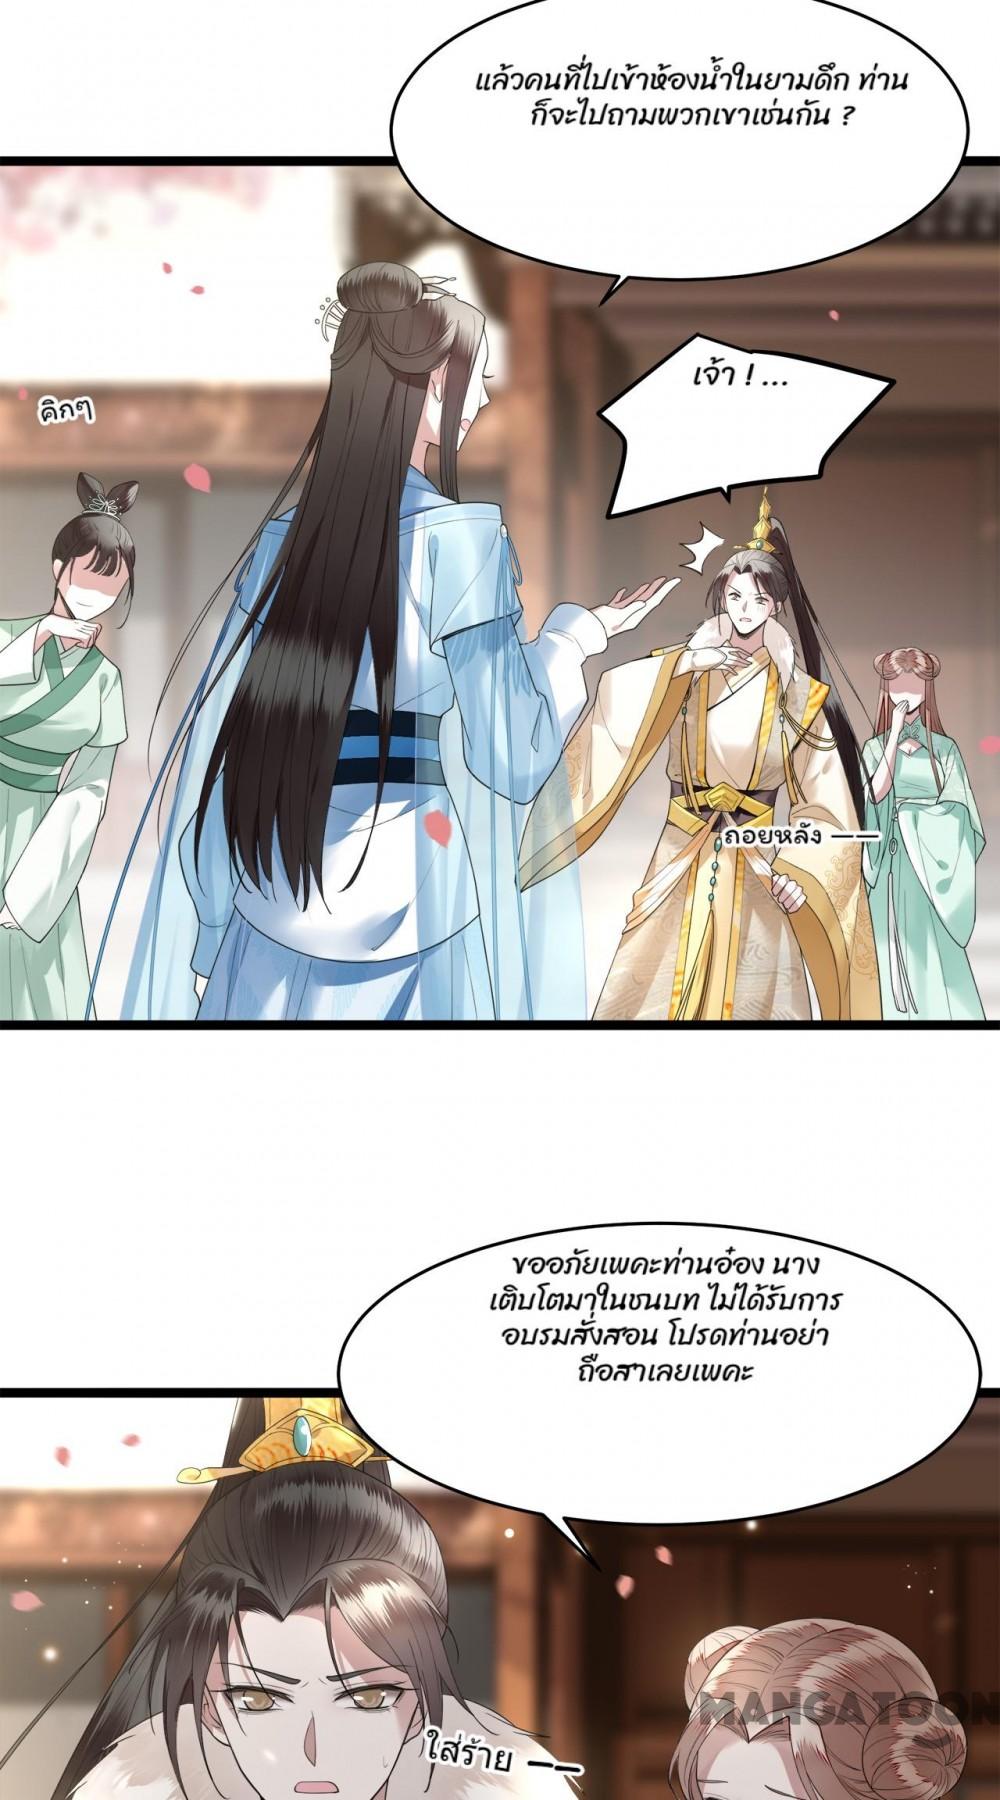 แล้วคนที่ไปเข้าห้องน้ำในยามดึก ท่าน
ก็จะไปถามพวกเขาเช่นกัน ?
เจ้า ! ...
คิกๆ
ถอยหลัง ——
ขออภัยเพคะท่านอ๋อง นาง
เติบโตมาในชนบท ไม่ได้รับการ
อบรมสั่งสอน โปรดท่านอย่า
ถือสาเลยเพคะ
MANGATOON
ใส่ร้าย ——